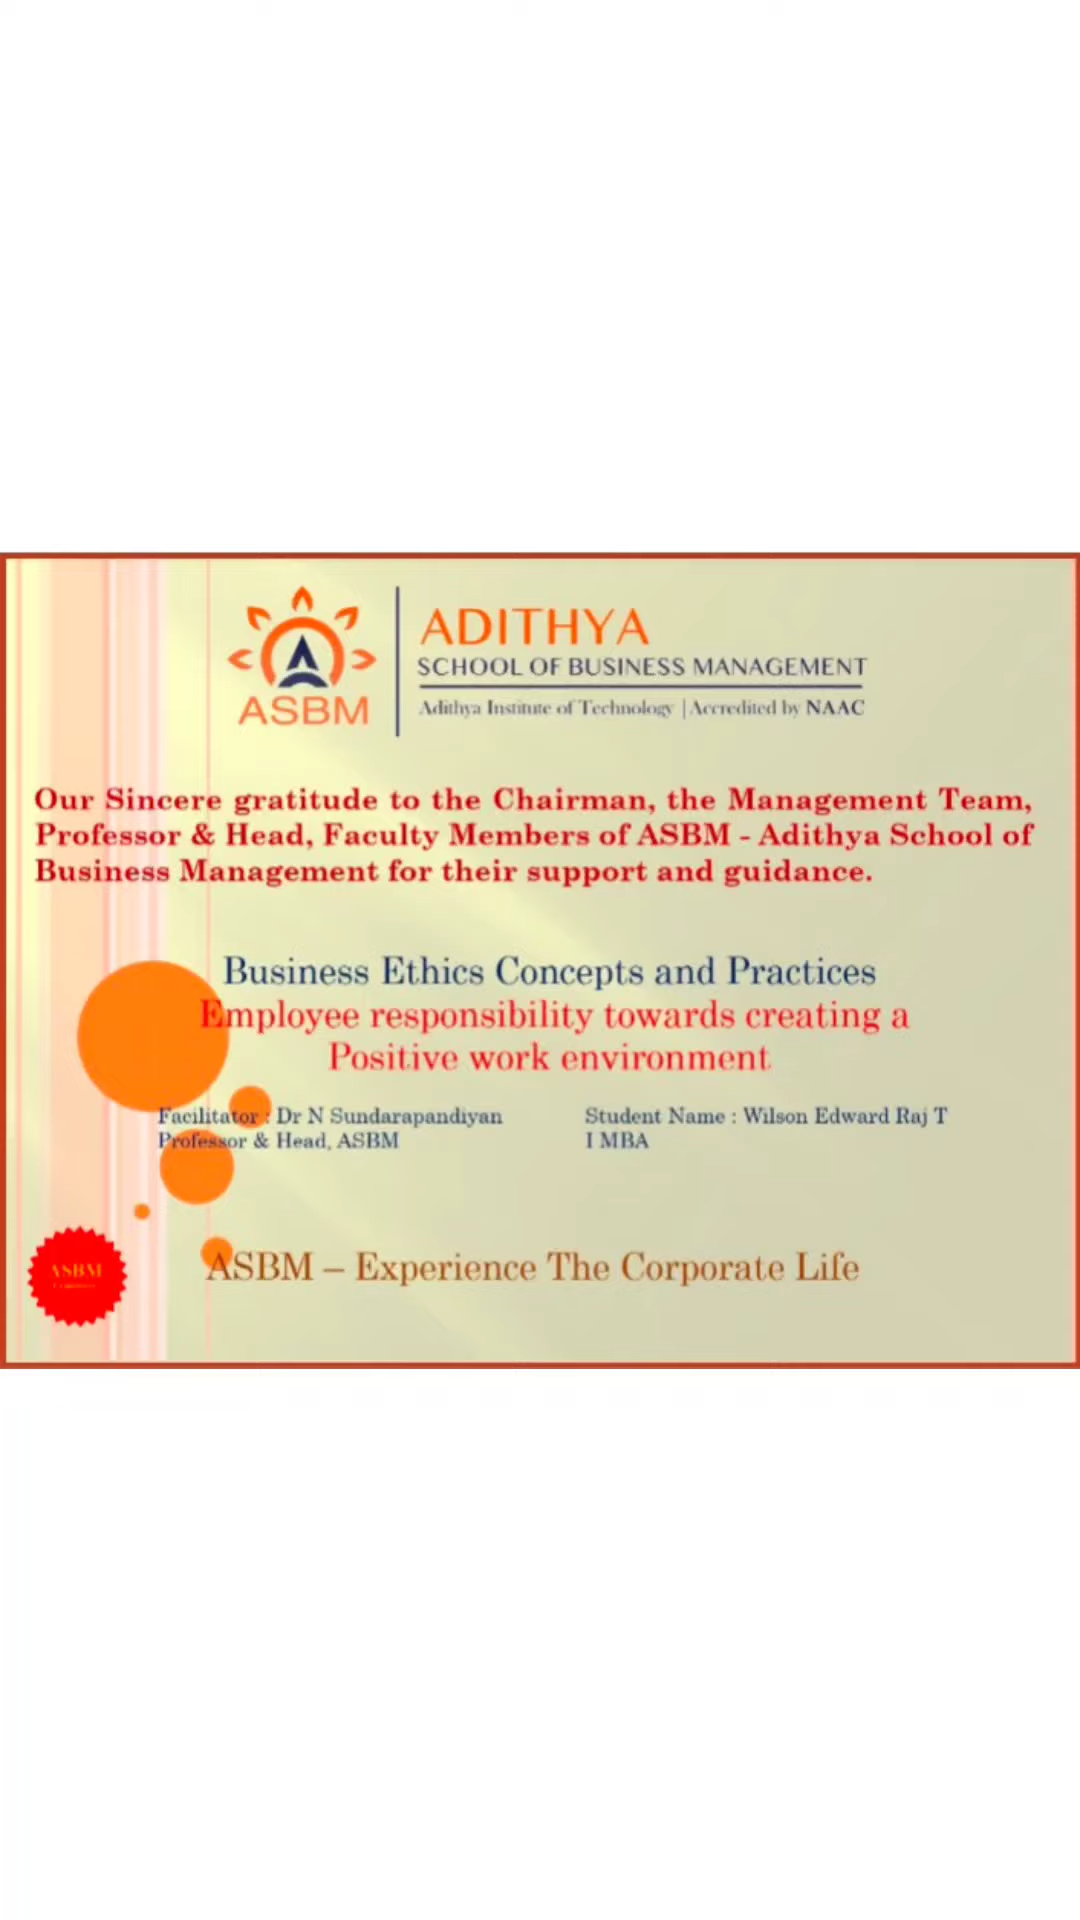 ASBM
ADITHYA
SCHOOL OF BUSINESS MANAGEMENT
Adithya Institute of Technology | Accredited by NAAC
Our Sincere gratitude to the Chairman, the Management Team,
Professor & Head, Faculty Members of ASBM - Adithya School of
Business Management for their support and guidance.
Business Ethics Concepts and Practices
Employee responsibility towards creating a
Positive work environment
Facilitator : Dr N Sundarapandiyan
Professor & Head, ASBM
Student Name : Wilson Edward Raj T
I MBA
ASBM
ASBM – Experience The Corporate Life